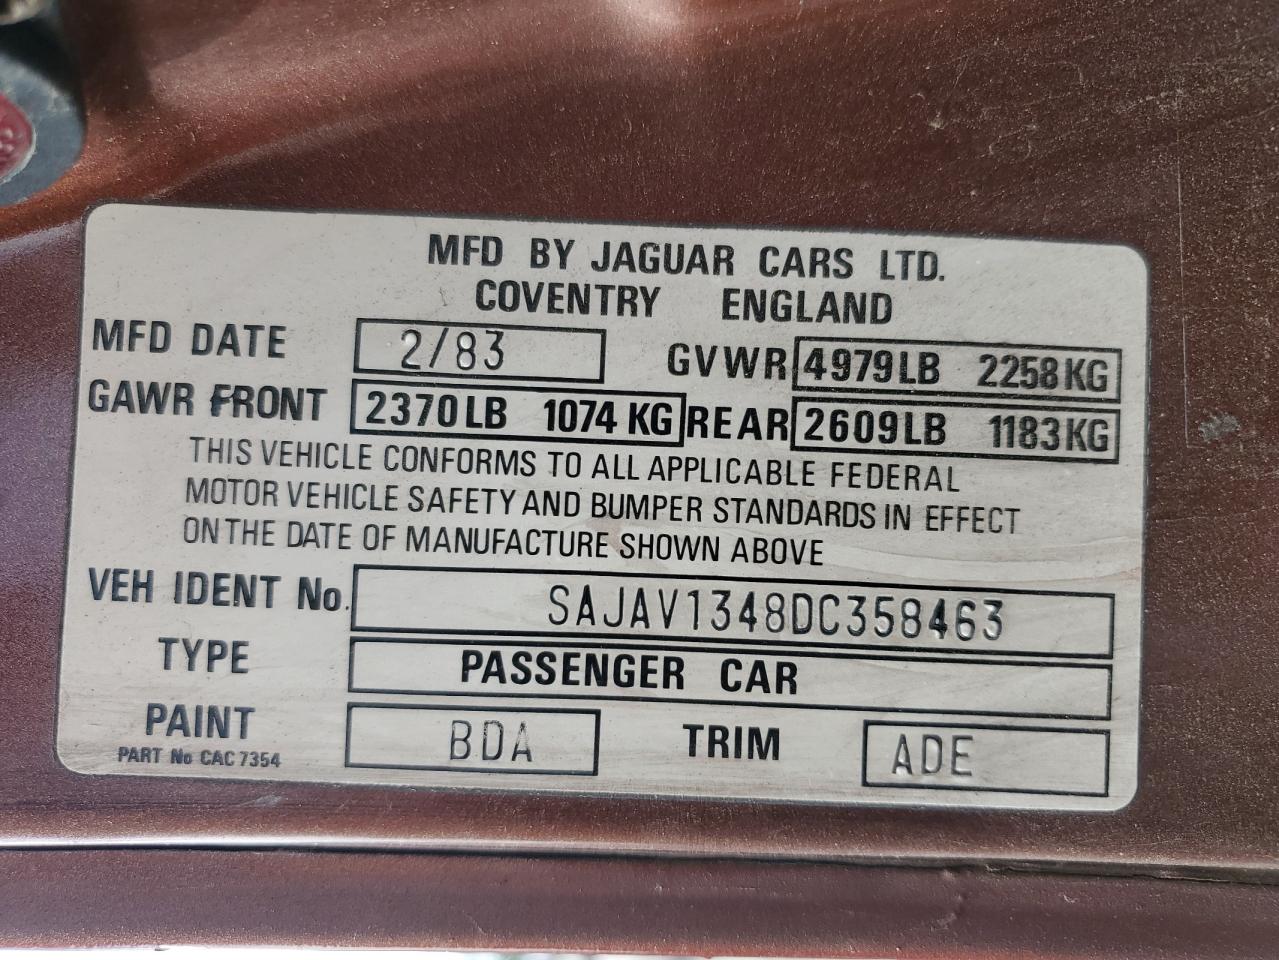 MFD BY JAGUAR CARS LTD.
COVENTRY ENGLAND
MFD DATE 2/83 GVWR 4979LB 2258KG
GAWR FRONT 2370LB 1074KG REAR 2609LB 1183KG
THIS VEHICLE CONFORMS TO ALL APPLICABLE FEDERAL
MOTOR VEHICLE SAFETY AND BUMPER STANDARDS IN EFFECT
ON THE DATE OF MANUFACTURE SHOWN ABOVE
VEH IDENT No. SAJAV1348DC358463
TYPE PASSENGER CAR
PAINT BDA TRIM ADE
PART No CAC 7354